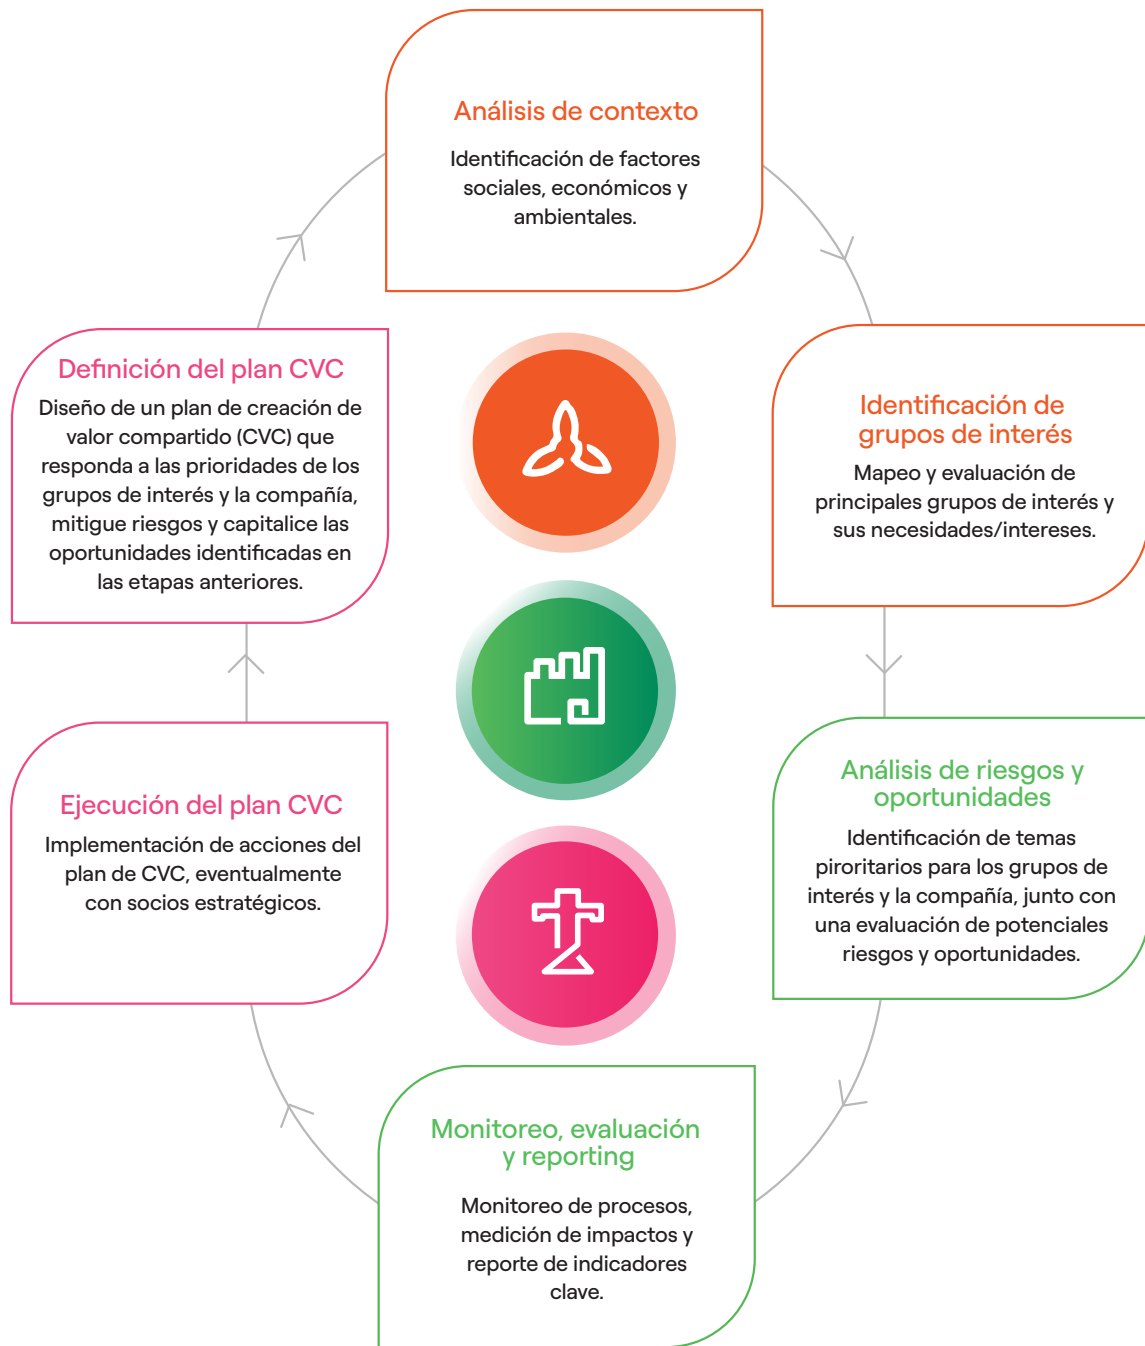 Análisis de contexto
Identificación de factores
sociales, económicos y
ambientales.
Identificación de
grupos de interés
Mapeo y evaluación de
principales grupos de interés y
sus necesidades/intereses.
Análisis de riesgos y
oportunidades
Identificación de temas
piroritarios para los grupos de
interés y la compañía, junto con
una evaluación de potenciales
riesgos y oportunidades.
Monitoreo, evaluación
y reporting
Monitoreo de procesos,
medición de impactos y
reporte de indicadores
clave.
Ejecución del plan CVC
Implementación de acciones del
plan de CVC, eventualmente
con socios estratégicos.
Definición del plan CVC
Diseño de un plan de creación de
valor compartido (CVC) que
responda a las prioridades de los
grupos de interés y la compañía,
mitigue riesgos y capitalice las
oportunidades identificadas en
las etapas anteriores.